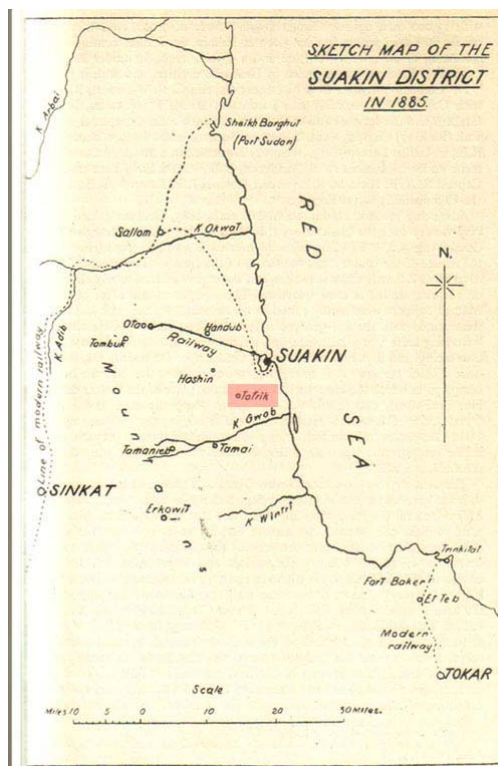 SKETCH MAP OF THE
SUAKIN DISTRICT
IN 1885.
K. Arbai
Sheikh Barghut
(Port Sudan)
RED
Sallom
K Okwat
N.
Otao
Handub
Tambuk
Railway
K Adib
SUAKIN
Hashin
Line of modern railway
Mountains
Tofrik
K Gwob
SEA
Tamanieb
Tamai
SINKAT
Erkowit
K Wintri
Trinkitat
Fort Baker
El Teb
Modern
railway
TOKAR
Scale
Miles. 10 5 0 10 20 30 Miles.